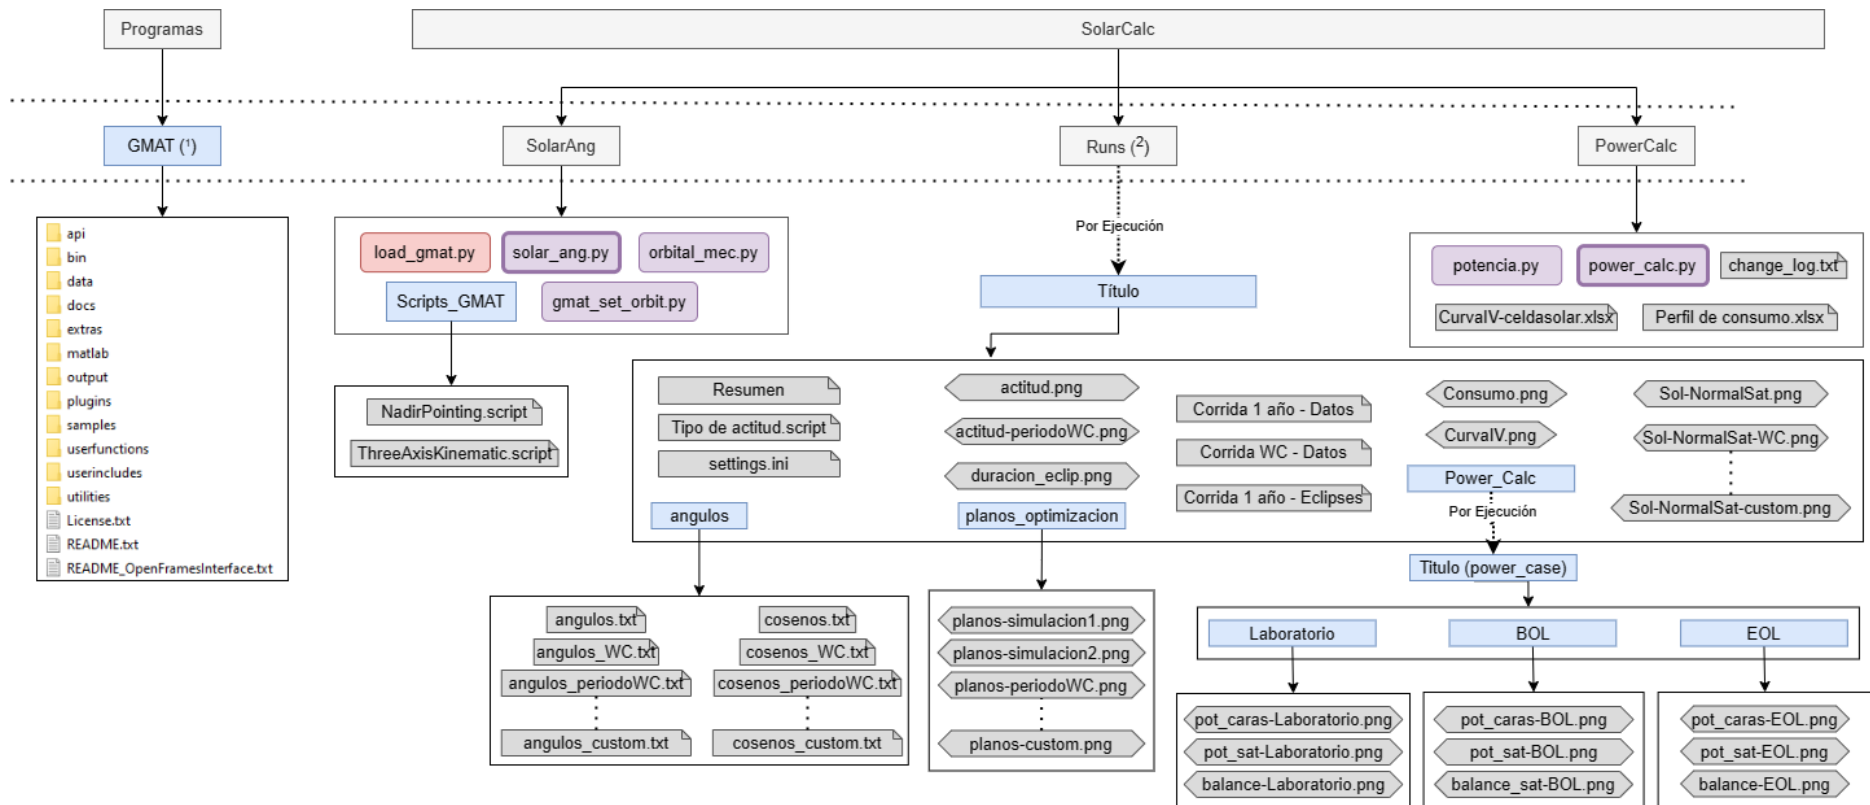 Programas
SolarCalc
GMAT (¹)
SolarAng
Runs (²)
PowerCalc
Por Ejecución
api
bin
data
docs
extras
matlab
output
plugins
samples
userfunctions
userincludes
utilities
License.txt
README.txt
README_OpenFramesInterface.txt
load_gmat.py
solar_ang.py
orbital_mec.py
Scripts_GMAT
gmat_set_orbit.py
NadirPointing.script
ThreeAxisKinematic.script
Título
potencia.py
power_calc.py
change_log.txt
CurvaIV-celdasolar.xlsx
Perfil de consumo.xlsx
Resumen
Tipo de actitud.script
settings.ini
angulos
actitud.png
actitud-periodoWC.png
duracion_eclip.png
planos_optimizacion
Corrida 1 año - Datos
Corrida WC - Datos
Corrida 1 año - Eclipses
Consumo.png
CurvaIV.png
Power_Calc
Por Ejecución
Sol-NormalSat.png
Sol-NormalSat-WC.png
Sol-NormalSat-custom.png
Titulo (power_case)
angulos.txt
angulos_WC.txt
angulos_periodoWC.txt
angulos_custom.txt
cosenos.txt
cosenos_WC.txt
cosenos_periodoWC.txt
cosenos_custom.txt
planos-simulacion1.png
planos-simulacion2.png
planos-periodoWC.png
planos-custom.png
Laboratorio
BOL
EOL
pot_caras-Laboratorio.png
pot_sat-Laboratorio.png
balance-Laboratorio.png
pot_caras-BOL.png
pot_sat-BOL.png
balance_sat-BOL.png
pot_caras-EOL.png
pot_sat-EOL.png
balance-EOL.png